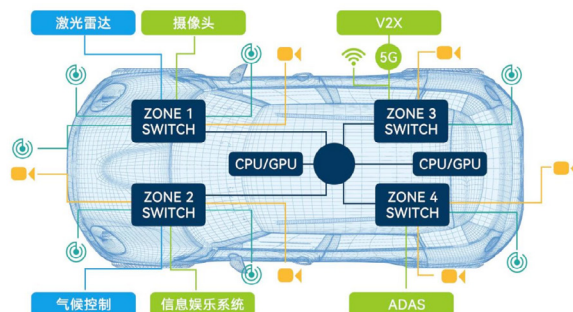 激光雷达
摄像头
V2X
5G
ZONE 1
SWITCH
ZONE 3
SWITCH
CPU/GPU
CPU/GPU
ZONE 2
SWITCH
ZONE 4
SWITCH
气候控制
信息娱乐系统
ADAS